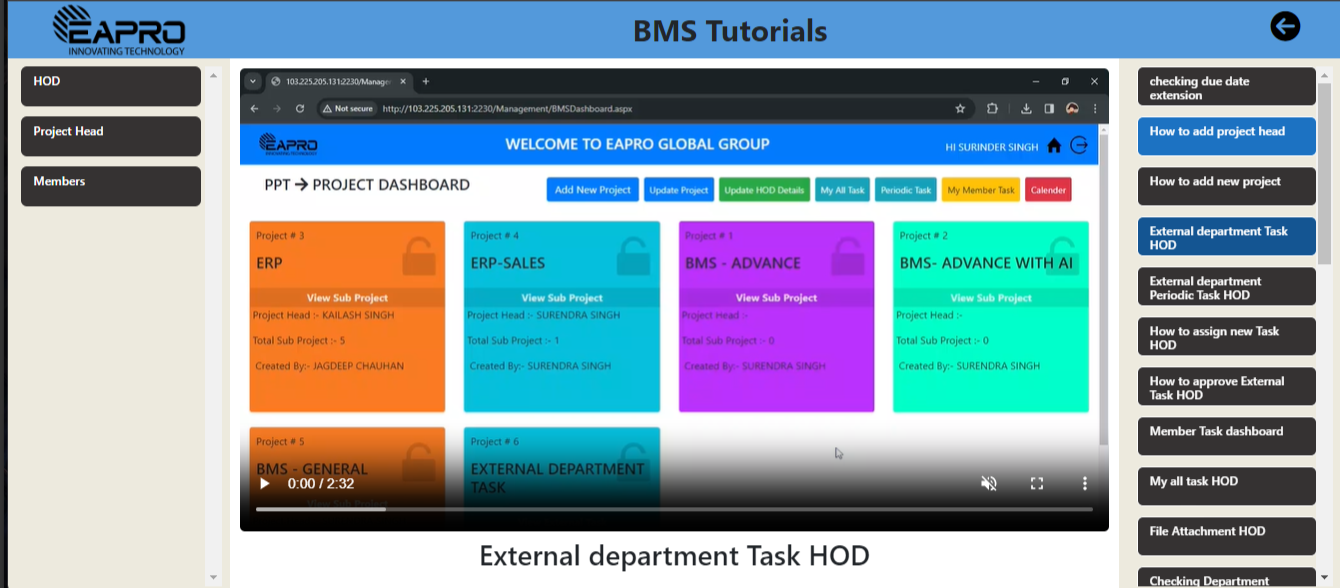 EAPRO
INNOVATING TECHNOLOGY
BMS Tutorials
HOD
Project Head
Members
103.225.205.131:2230/Manage
Not secure
http://103.225.205.131:2230/Management/BMSDashboard.aspx
EAPRO
INNOVATING TECHNOLOGY
WELCOME TO EAPRO GLOBAL GROUP
HI SURINDER SINGH
PPT → PROJECT DASHBOARD
Add New Project
Update Project
Update HOD Details
My All Task
Periodic Task
My Member Task
Calender
Project # 3
ERP
View Sub Project
Project Head :- KAILASH SINGH
Total Sub Project :- 5
Created By:- JAGDEEP CHAUHAN
Project # 4
ERP-SALES
View Sub Project
Project Head :- SURENDRA SINGH
Total Sub Project :- 1
Created By:- SURENDRA SINGH
Project # 1
BMS - ADVANCE
View Sub Project
Project Head :-
Total Sub Project :- 0
Created By:- SURENDRA SINGH
Project # 2
BMS- ADVANCE WITH AI
View Sub Project
Project Head :-
Total Sub Project :- 0
Created By:- SURENDRA SINGH
Project # 5
BMS - GENERAL
View Sub Project
Project # 6
EXTERNAL DEPARTMENT
TASK
0:00 / 2:32
External department Task HOD
checking due date
extension
How to add project head
How to add new project
External department Task
HOD
External department
Periodic Task HOD
How to assign new Task
HOD
How to approve External
Task HOD
Member Task dashboard
My all task HOD
File Attachment HOD
Checking Department